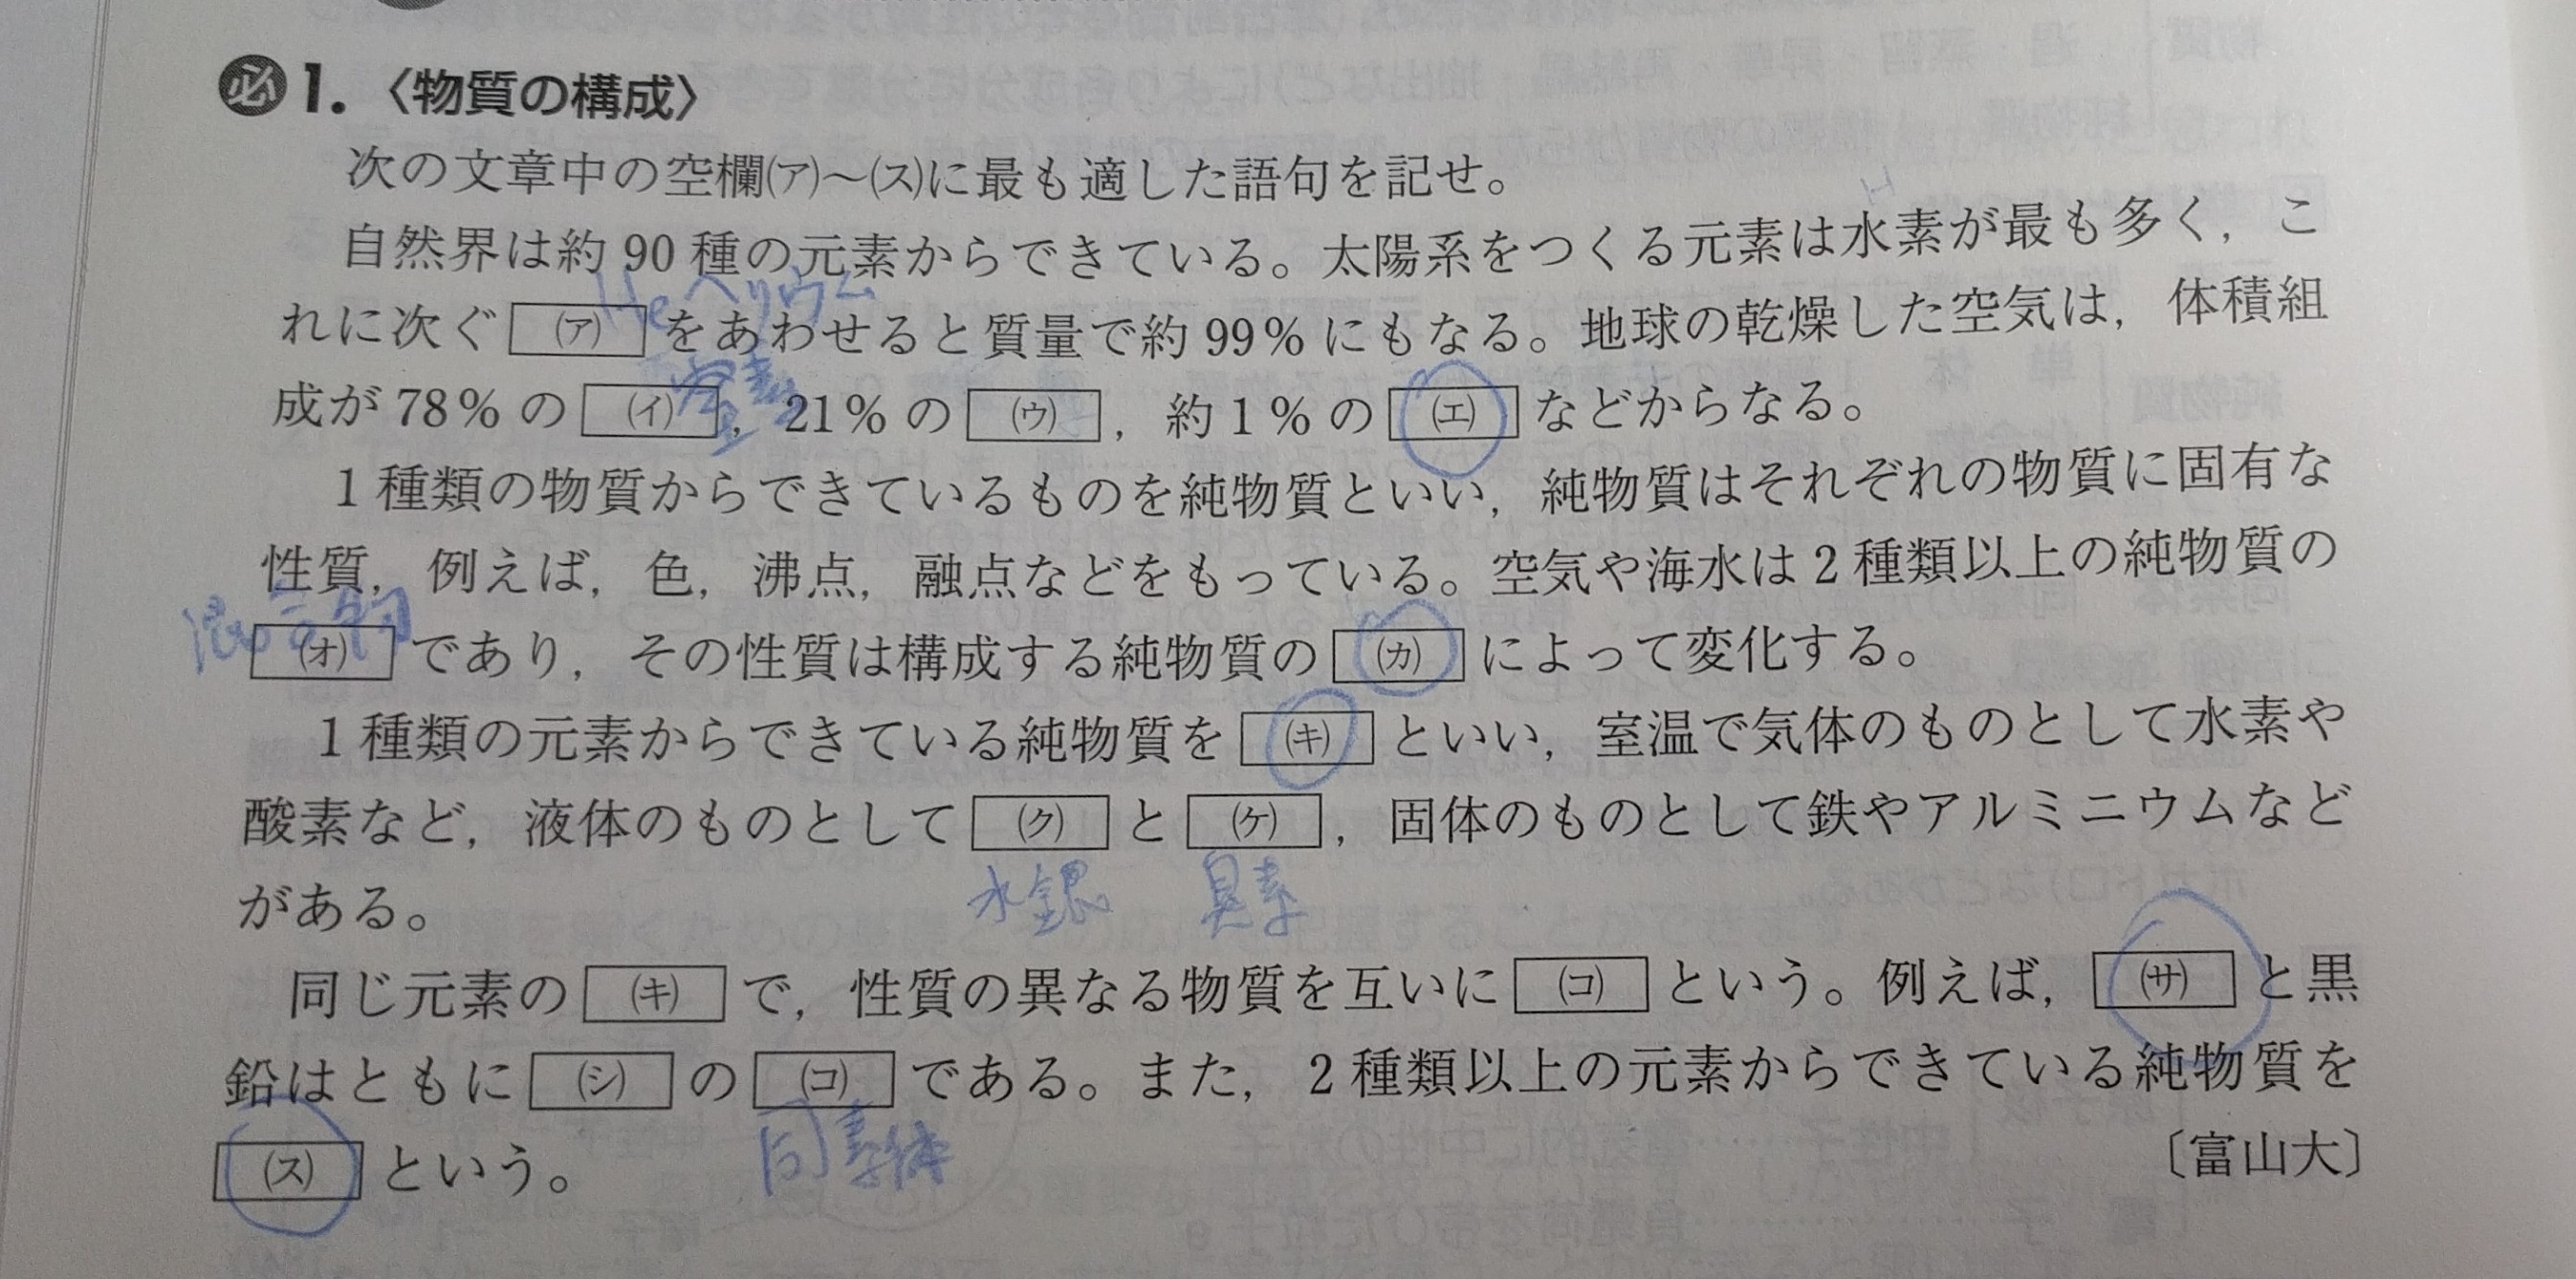 必 1.〈物質の構成〉
次の文章中の空欄(ア)～(ス)に最も適した語句を記せ。
自然界は約 90 種の元素からできている。太陽系をつくる元素は水素が最も多く，こ
He ヘリウム
れに次ぐ (ア) をあわせると質量で約 99％ にもなる。地球の乾燥した空気は，体積組
窒素
成が 78％ の (イ) ，21％ の (ウ) ，約 1％ の (エ) などからなる。
1 種類の物質からできているものを純物質といい，純物質はそれぞれの物質に固有な
性質，例えば，色，沸点，融点などをもっている。空気や海水は 2 種類以上の純物質の
混合物
(オ) であり，その性質は構成する純物質の (カ) によって変化する。
1 種類の元素からできている純物質を (キ) といい，室温で気体のものとして水素や
酸素など，液体のものとして (ク) と (ケ) ，固体のものとして鉄やアルミニウムなど
水銀 臭素
がある。
同じ元素の (キ) で，性質の異なる物質を互いに (コ) という。例えば， (サ) と黒
鉛はともに (シ) の (コ) である。また，2 種類以上の元素からできている純物質を
同素体
(ス) という。 〔富山大〕